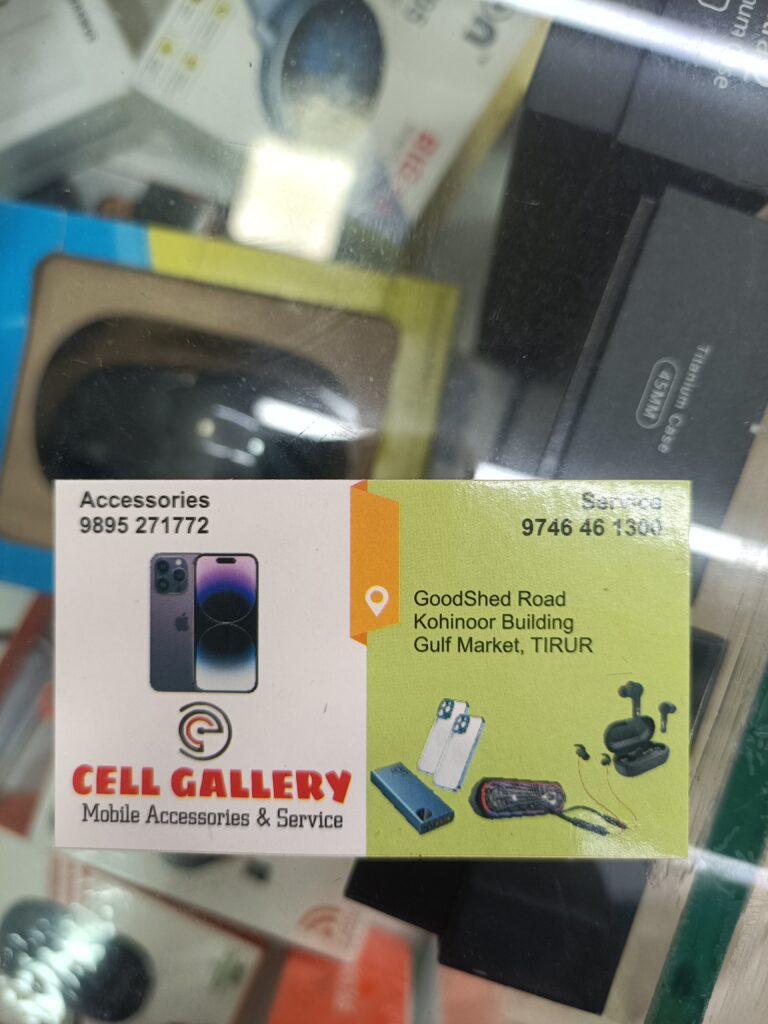 Titanium Case
45MM
Accessories
9895 271772
Service
9746 46 1300
GoodShed Road
Kohinoor Building
Gulf Market, TIRUR
CELL GALLERY
Mobile Accessories & Service